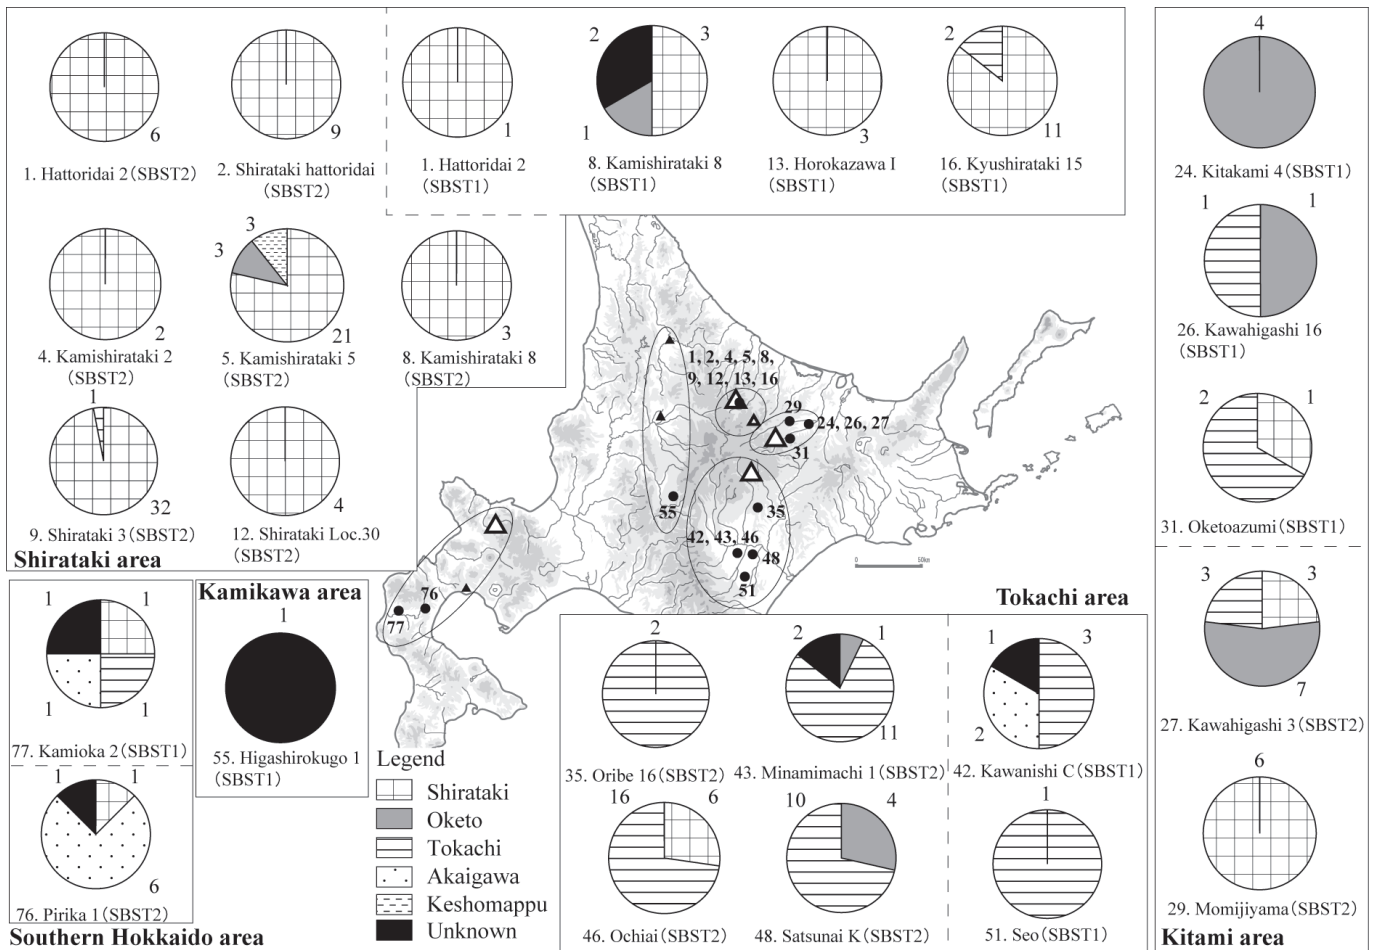 6
1. Hattoridai 2(SBST2)
9
2. Shirataki hattoridai
(SBST2)
1
1. Hattoridai 2
(SBST1)
2
3
1
8. Kamishirataki 8
(SBST1)
3
13. Horokazawa I
(SBST1)
2
11
16. Kyushirataki 15
(SBST1)
2
4. Kamishirataki 2
(SBST2)
3
3
21
5. Kamishirataki 5
(SBST2)
3
8. Kamishirataki 8
(SBST2)
1
32
9. Shirataki 3(SBST2)
4
12. Shirataki Loc.30
(SBST2)
Shirataki area
4
24. Kitakami 4(SBST1)
1
1
26. Kawahigashi 16
(SBST1)
2
1
31. Oketoazumi(SBST1)
3
3
7
27. Kawahigashi 3(SBST2)
6
29. Momijiyama(SBST2)
Kitami area
1, 2, 4, 5, 8,
9, 12, 13, 16
29
24, 26, 27
31
55
35
42, 43, 46
48
51
76
77
0
50km
1
1
1
1
77. Kamioka 2(SBST1)
1
1
6
76. Pirika 1(SBST2)
Southern Hokkaido area
Kamikawa area
1
55. Higashirokugo 1
(SBST1)
Legend
Shirataki
Oketo
Tokachi
Akaigawa
Keshomappu
Unknown
Tokachi area
2
35. Oribe 16(SBST2)
2
1
11
43. Minamimachi 1(SBST2)
1
3
2
42. Kawanishi C(SBST1)
16
6
46. Ochiai(SBST2)
10
4
48. Satsunai K(SBST2)
1
51. Seo(SBST1)